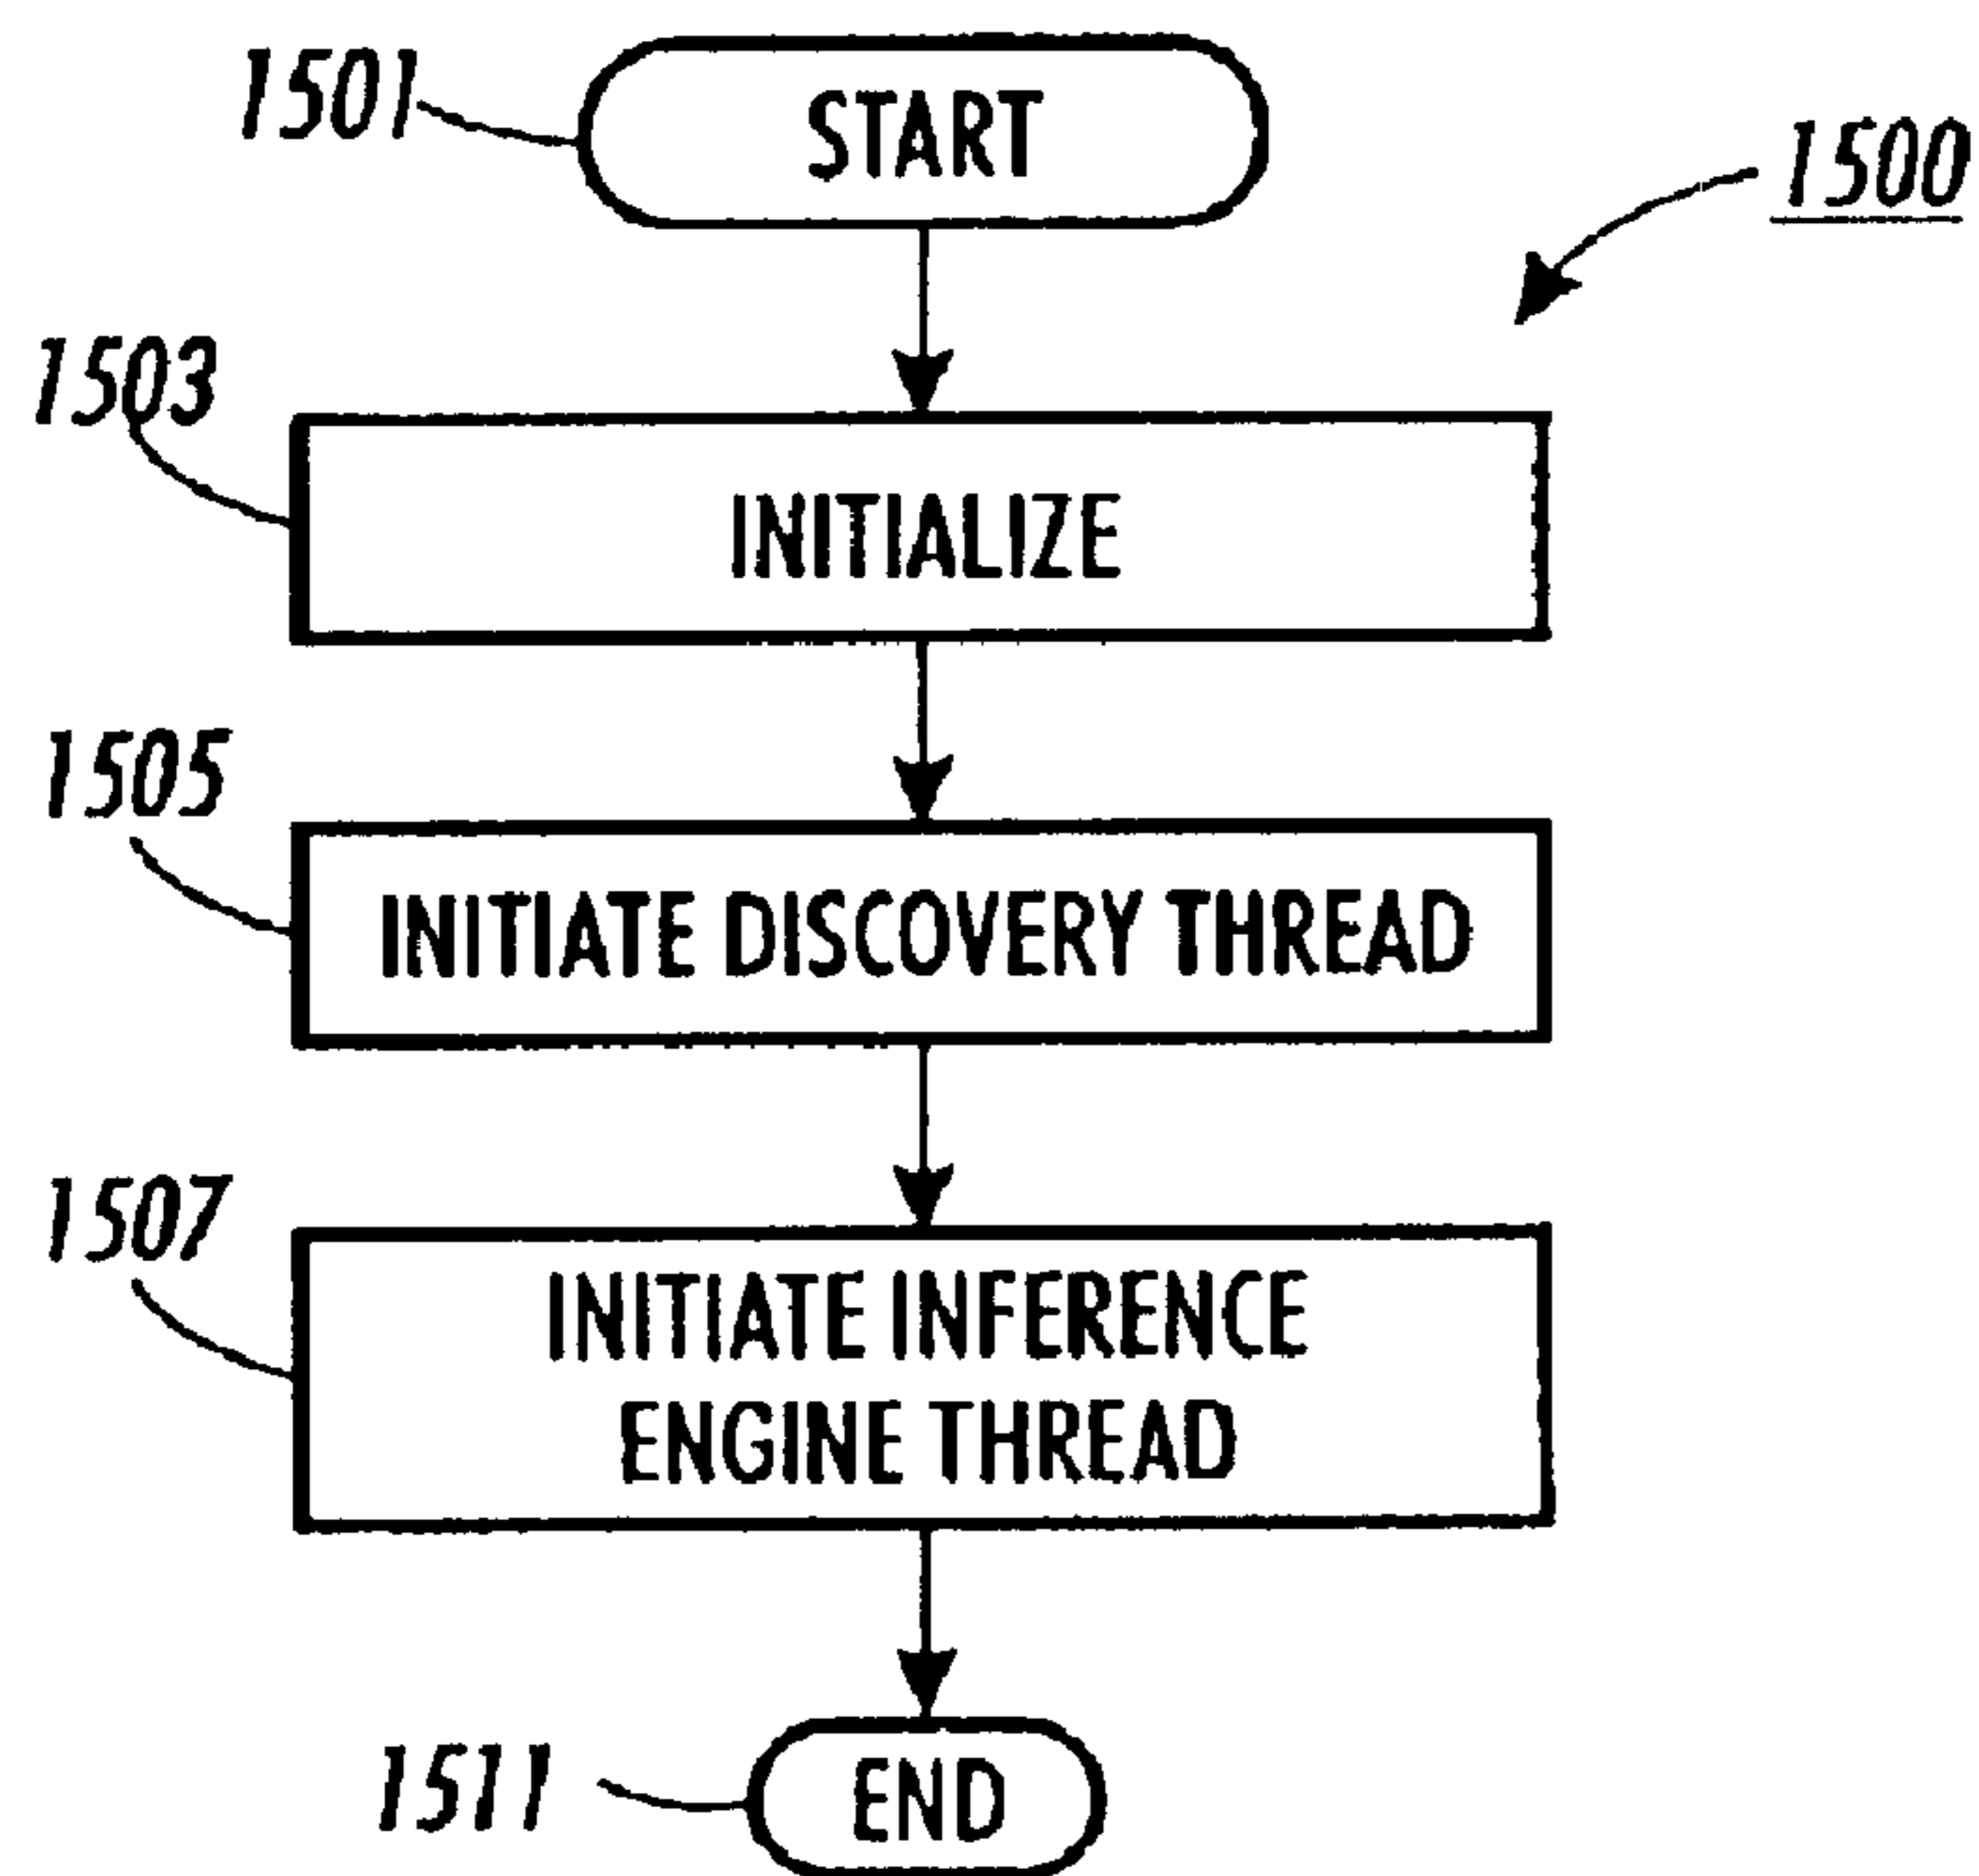 1501
START
1500
1503
INITIALIZE
1505
INITIATE DISCOVERY THREAD
1507
INITIATE INFERENCE
ENGINE THREAD
1511
END